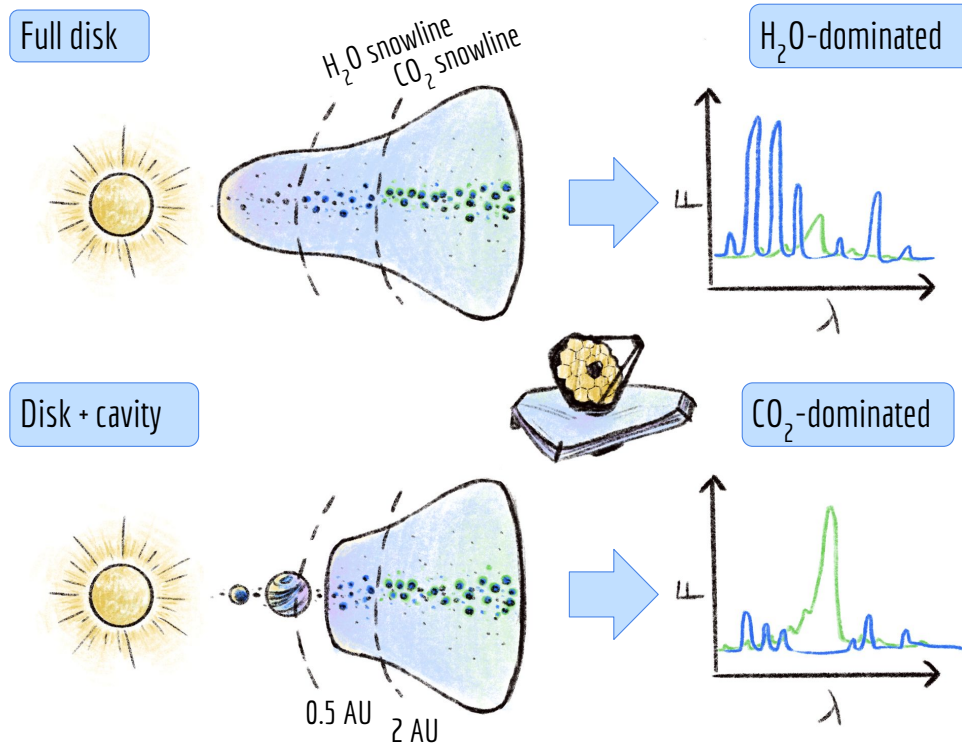 Full disk
H₂O snowline
CO₂ snowline
H₂O-dominated
F
λ
Disk + cavity
CO₂-dominated
0.5 AU
2 AU
F
λ